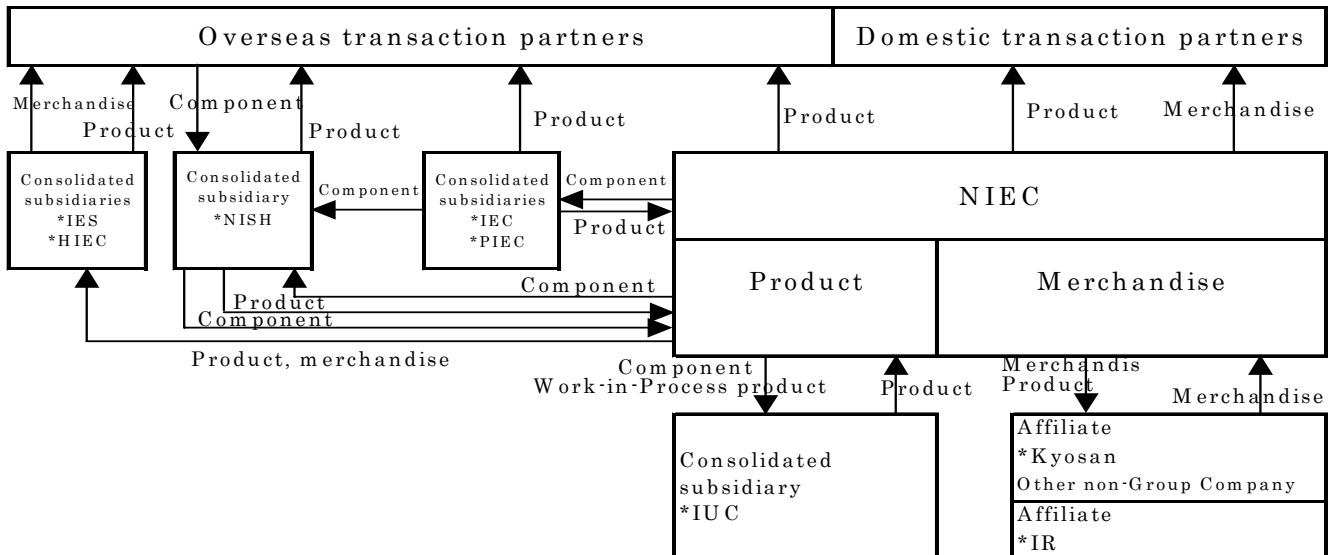 Overseas transaction partners
Domestic transaction partners
Merchandise
Product
Component
Product
Product
Product
Product
Merchandise
Consolidated
subsidiaries
*IES
*HIEC
Consolidated
subsidiary
*NISH
Component
Consolidated
subsidiaries
*IEC
*PIEC
Component
Product
NIEC
Product
Merchandise
Component
Product
Component
Product, merchandise
Component
Work-in-Process product
Product
Merchandis
Product
Merchandise
Consolidated
subsidiary
*IUC
Affiliate
*Kyosan
Other non-Group Company
Affiliate
*IR